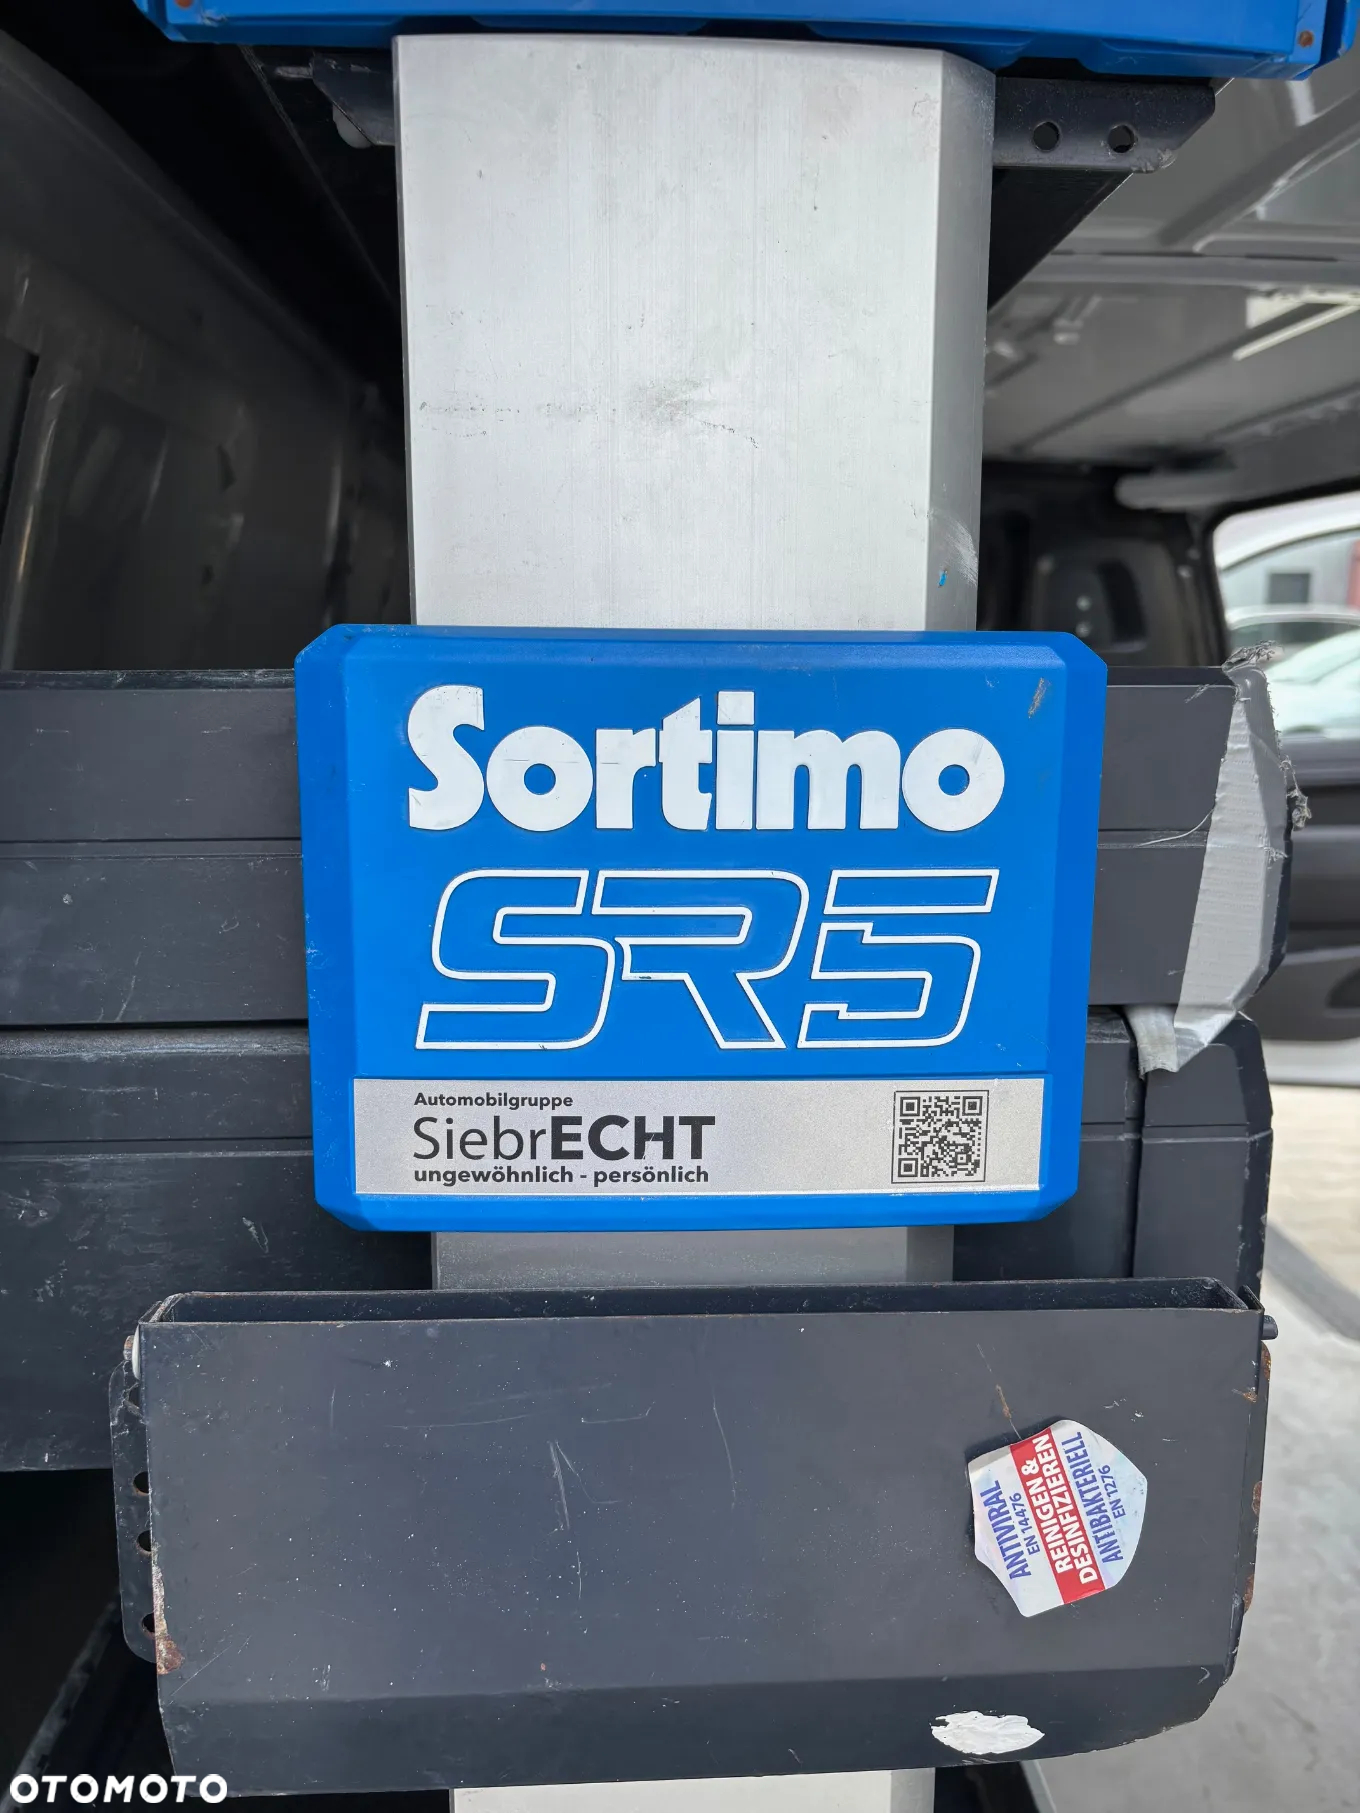 Sortimo
SR5
Automobilgruppe
SiebrECHT
ungewöhnlich - persönlich
ANTIVIRAL
EN 14476
REINIGEN &
DESINFIZIEREN
ANTIBAKTERIELL
EN 1276
OTOMOTO